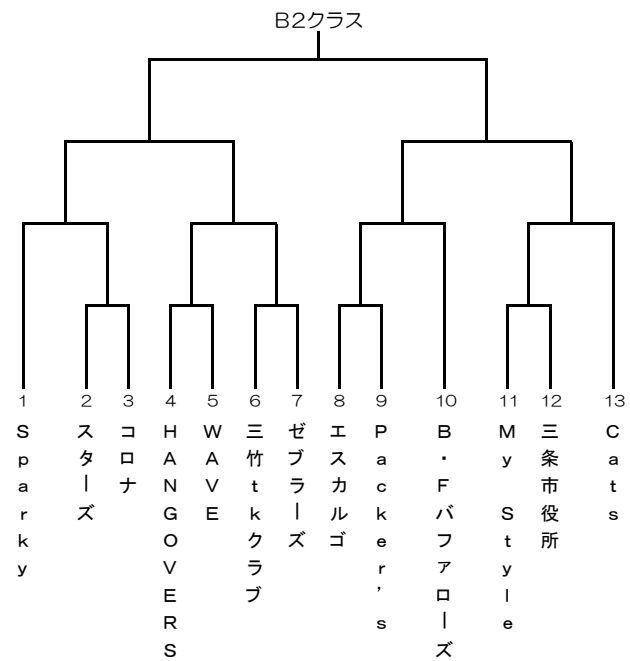 B2クラス
1
2
3
4
5
6
7
8
9
10
11
12
13
Sparky
スターズ
コロナ
HANGOVERS
WAVE
三竹tkクラブ
ゼブラーズ
エスカルゴ
Packer's
B・Fバファローズ
My Style
三条市役所
Cats